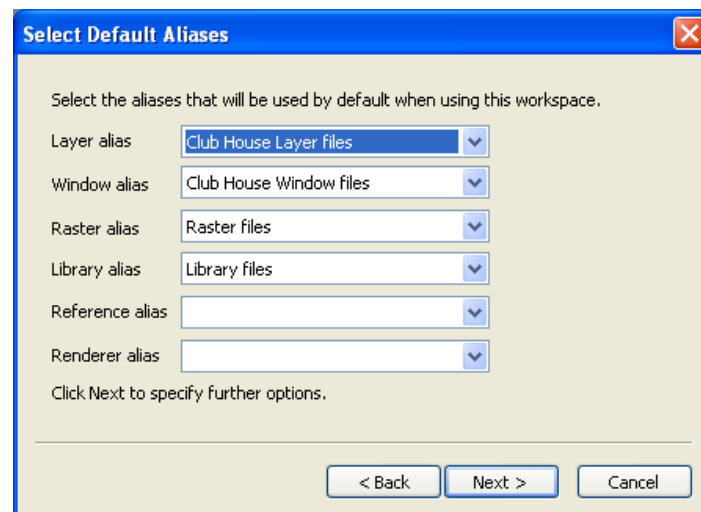 Select Default Aliases
Select the aliases that will be used by default when using this workspace.
Layer alias Club House Layer files
Window alias Club House Window files
Raster alias Raster files
Library alias Library files
Reference alias
Renderer alias
Click Next to specify further options.
< Back Next > Cancel